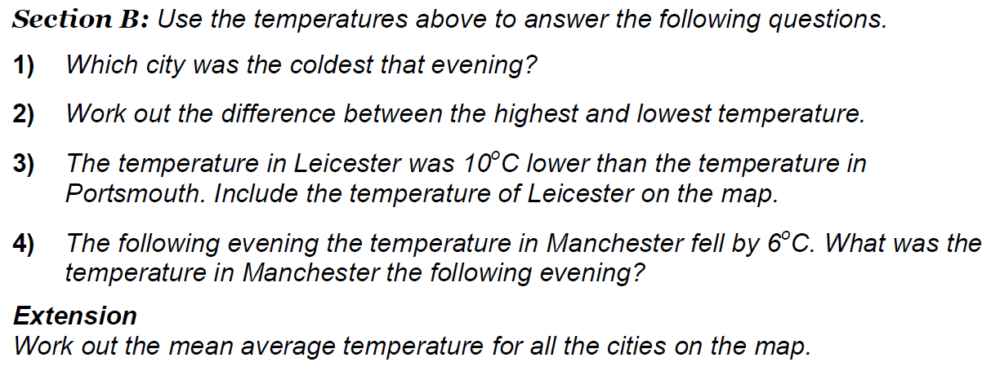 Section B: Use the temperatures above to answer the following questions.
1) Which city was the coldest that evening?
2) Work out the difference between the highest and lowest temperature.
3) The temperature in Leicester was 10°C lower than the temperature in
Portsmouth. Include the temperature of Leicester on the map.
4) The following evening the temperature in Manchester fell by 6°C. What was the
temperature in Manchester the following evening?
Extension
Work out the mean average temperature for all the cities on the map.